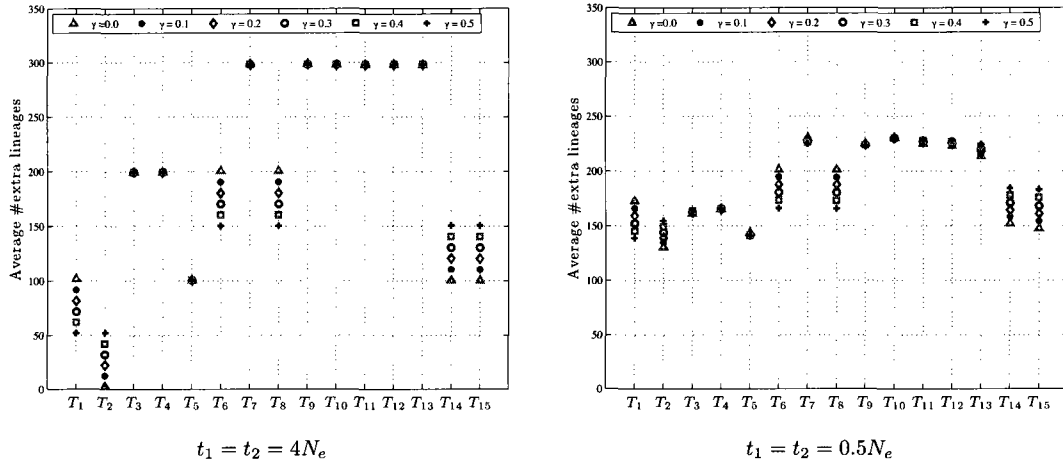 γ=0.0 γ=0.1 γ=0.2 γ=0.3 γ=0.4 γ=0.5
Average #extra lineages
350
300
250
200
150
100
50
0
T1 T2 T3 T4 T5 T6 T7 T8 T9 T10 T11 T12 T13 T14 T15
t1 = t2 = 4Ne
γ=0.0 γ=0.1 γ=0.2 γ=0.3 γ=0.4 γ=0.5
Average #extra lineages
350
300
250
200
150
100
50
0
T1 T2 T3 T4 T5 T6 T7 T8 T9 T10 T11 T12 T13 T14 T15
t1 = t2 = 0.5Ne